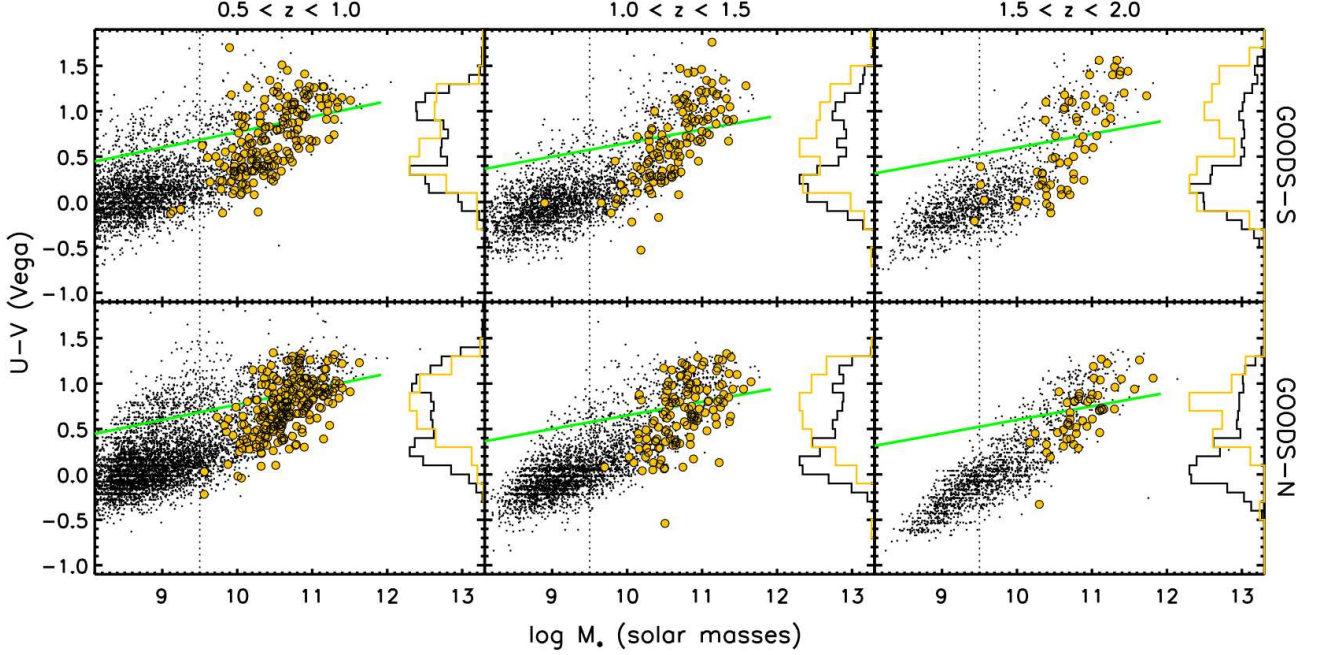 0.5 < z < 1.0 1.0 < z < 1.5 1.5 < z < 2.0
1.5
1.0
0.5
0.0
−0.5
−1.0
GOODS−S
U−V (Vega)
1.5
1.0
0.5
0.0
−0.5
−1.0
GOODS−N
9 10 11 12 13 9 10 11 12 13 9 10 11 12 13
log M* (solar masses)